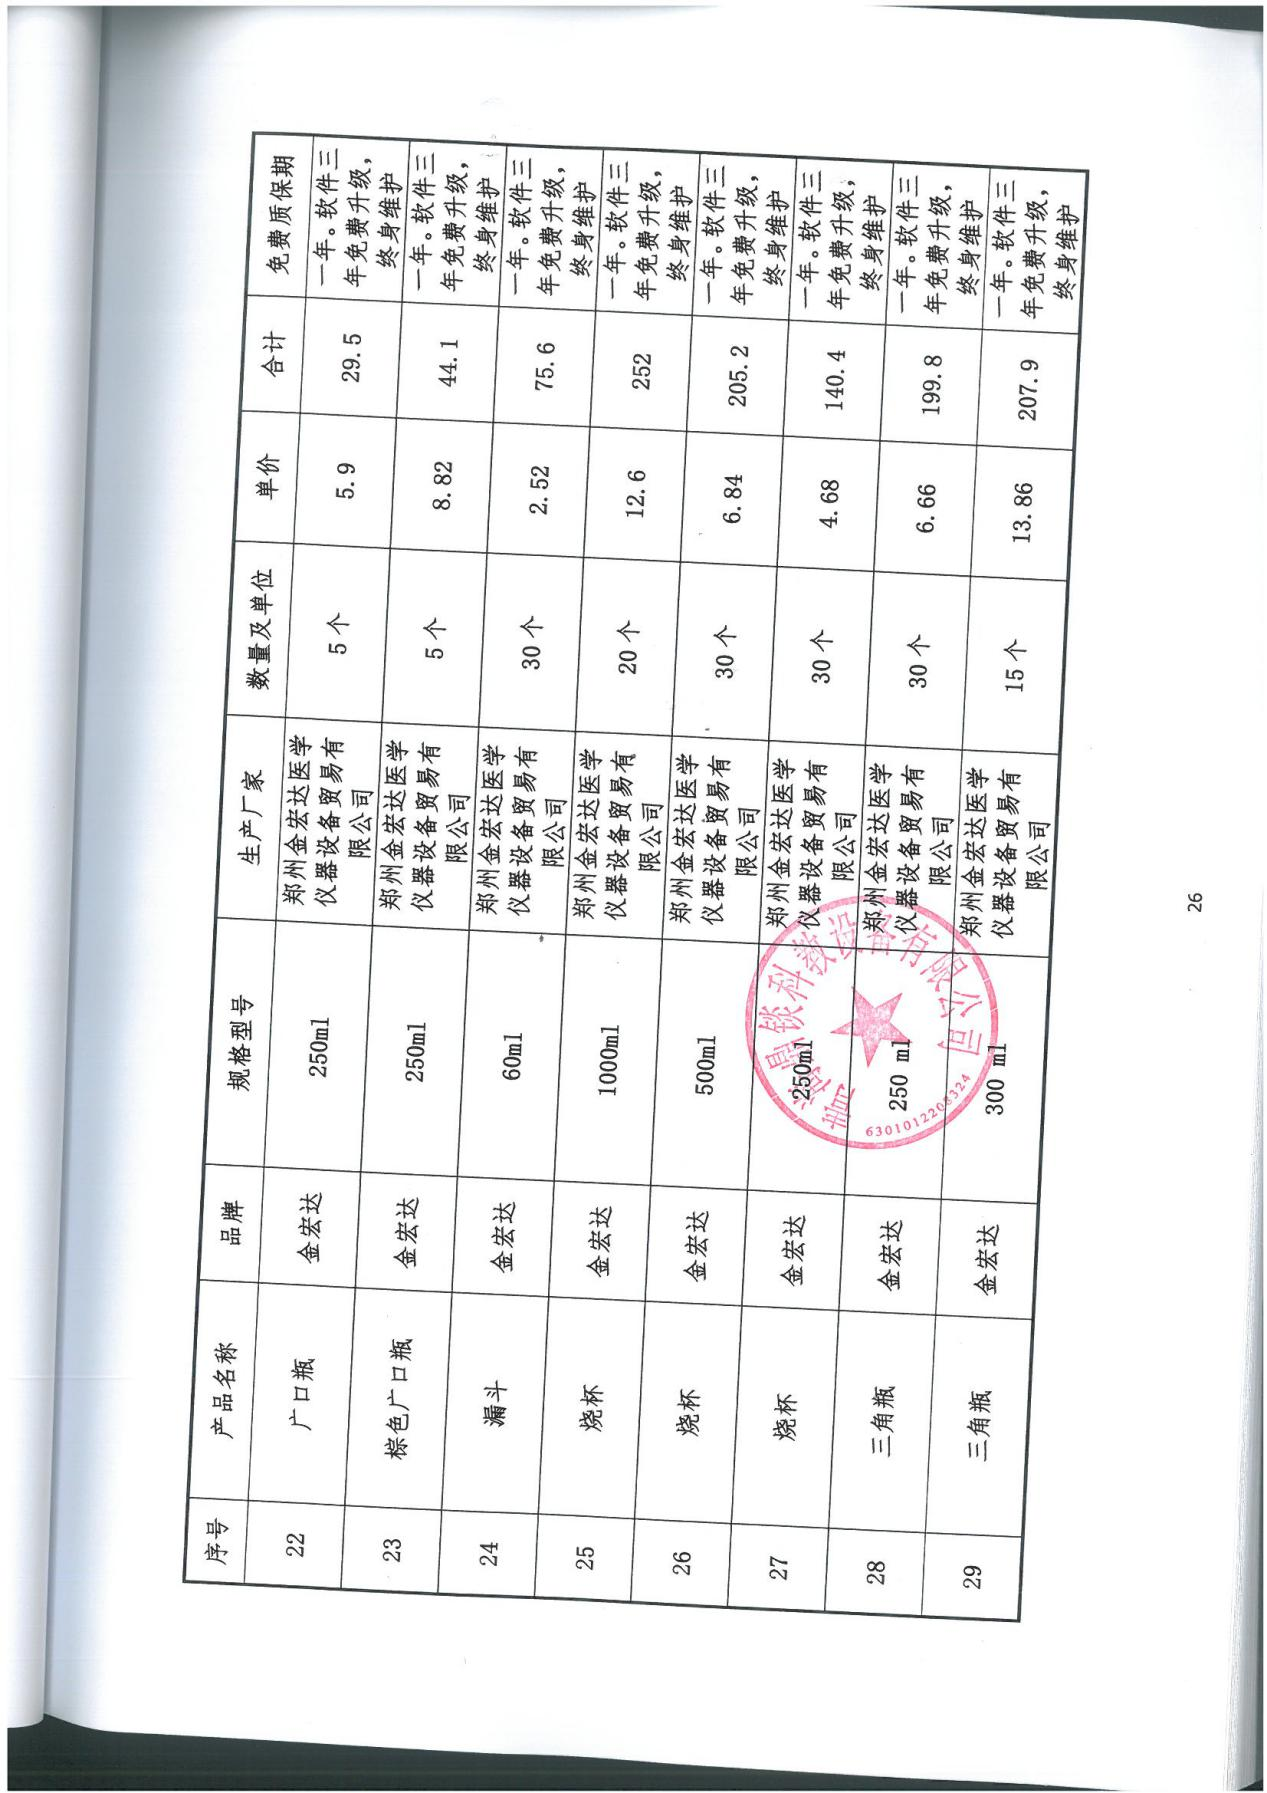 序号 产品名称 品牌 规格型号 生产厂家 数量及单位 单价 合计 免费质保期
22 广口瓶 金宏达 250ml 郑州金宏达医学仪器设备贸易有限公司 5个 5.9 29.5 一年。软件三年免费升级，终身维护
23 棕色广口瓶 金宏达 250ml 郑州金宏达医学仪器设备贸易有限公司 5个 8.82 44.1 一年。软件三年免费升级，终身维护
24 漏斗 金宏达 60ml 郑州金宏达医学仪器设备贸易有限公司 30个 2.52 75.6 一年。软件三年免费升级，终身维护
25 烧杯 金宏达 1000ml 郑州金宏达医学仪器设备贸易有限公司 20个 12.6 252 一年。软件三年免费升级，终身维护
26 烧杯 金宏达 500ml 郑州金宏达医学仪器设备贸易有限公司 30个 6.84 205.2 一年。软件三年免费升级，终身维护
27 烧杯 金宏达 250ml 郑州金宏达医学仪器设备贸易有限公司 30个 4.68 140.4 一年。软件三年免费升级，终身维护
28 三角瓶 金宏达 250 ml 郑州金宏达医学仪器设备贸易有限公司 30个 6.66 199.8 一年。软件三年免费升级，终身维护
29 三角瓶 金宏达 300 ml 郑州金宏达医学仪器设备贸易有限公司 15个 13.86 207.9 一年。软件三年免费升级，终身维护
青海鼎锬科教设备有限公司
26